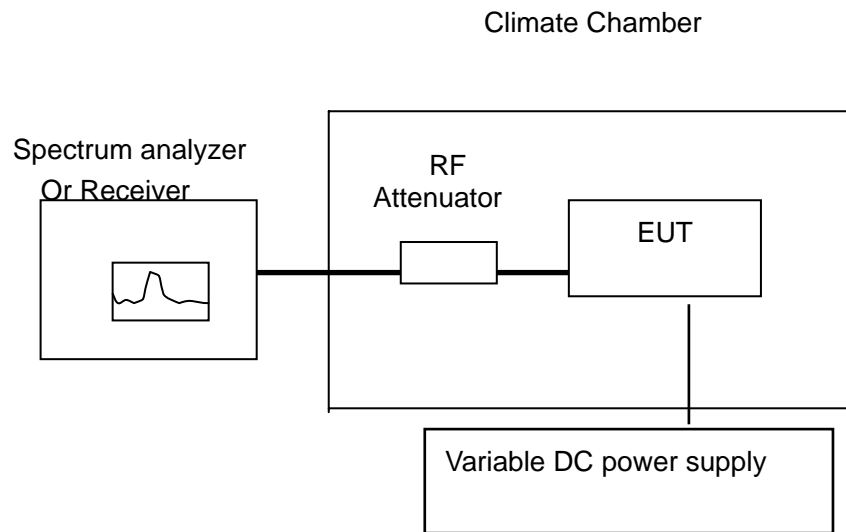 Climate Chamber
Spectrum analyzer
Or Receiver
RF
Attenuator
EUT
Variable DC power supply